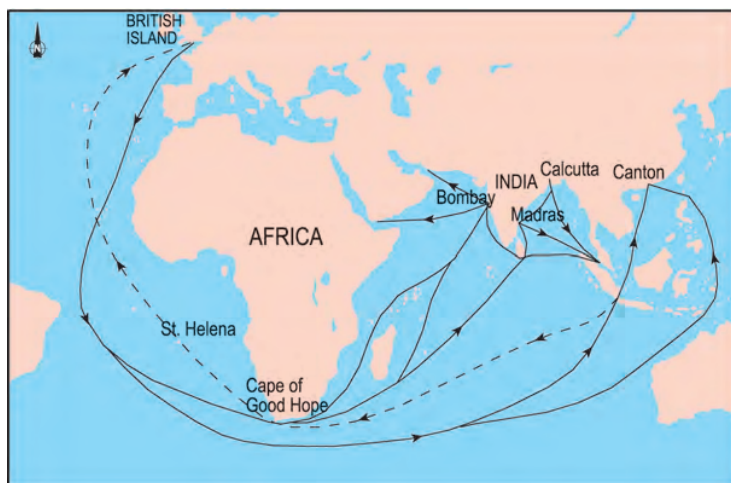 BRITISH
ISLAND
N
Calcutta
INDIA
Canton
Bombay
Madras
AFRICA
St. Helena
Cape of
Good Hope